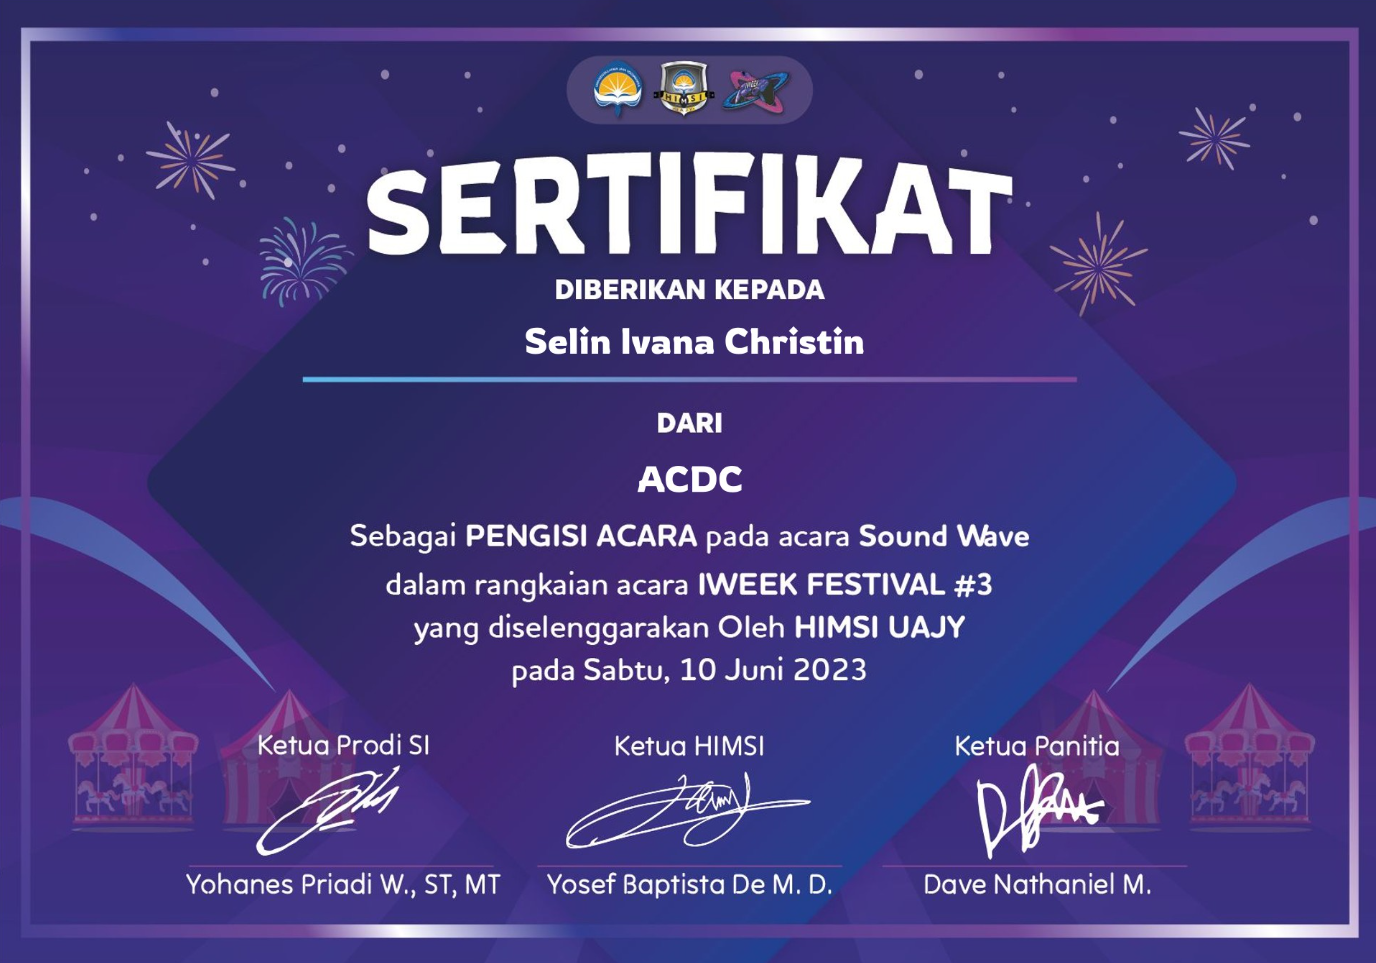 HIMSI
SERTIFIKAT
DIBERIKAN KEPADA
Selin Ivana Christin
DARI
ACDC
Sebagai PENGISI ACARA pada acara Sound Wave
dalam rangkaian acara IWEEK FESTIVAL #3
yang diselenggarakan Oleh HIMSI UAJY
pada Sabtu, 10 Juni 2023
Ketua Prodi SI
Ketua HIMSI
Ketua Panitia
Yohanes Priadi W., ST, MT
Yosef Baptista De M. D.
Dave Nathaniel M.